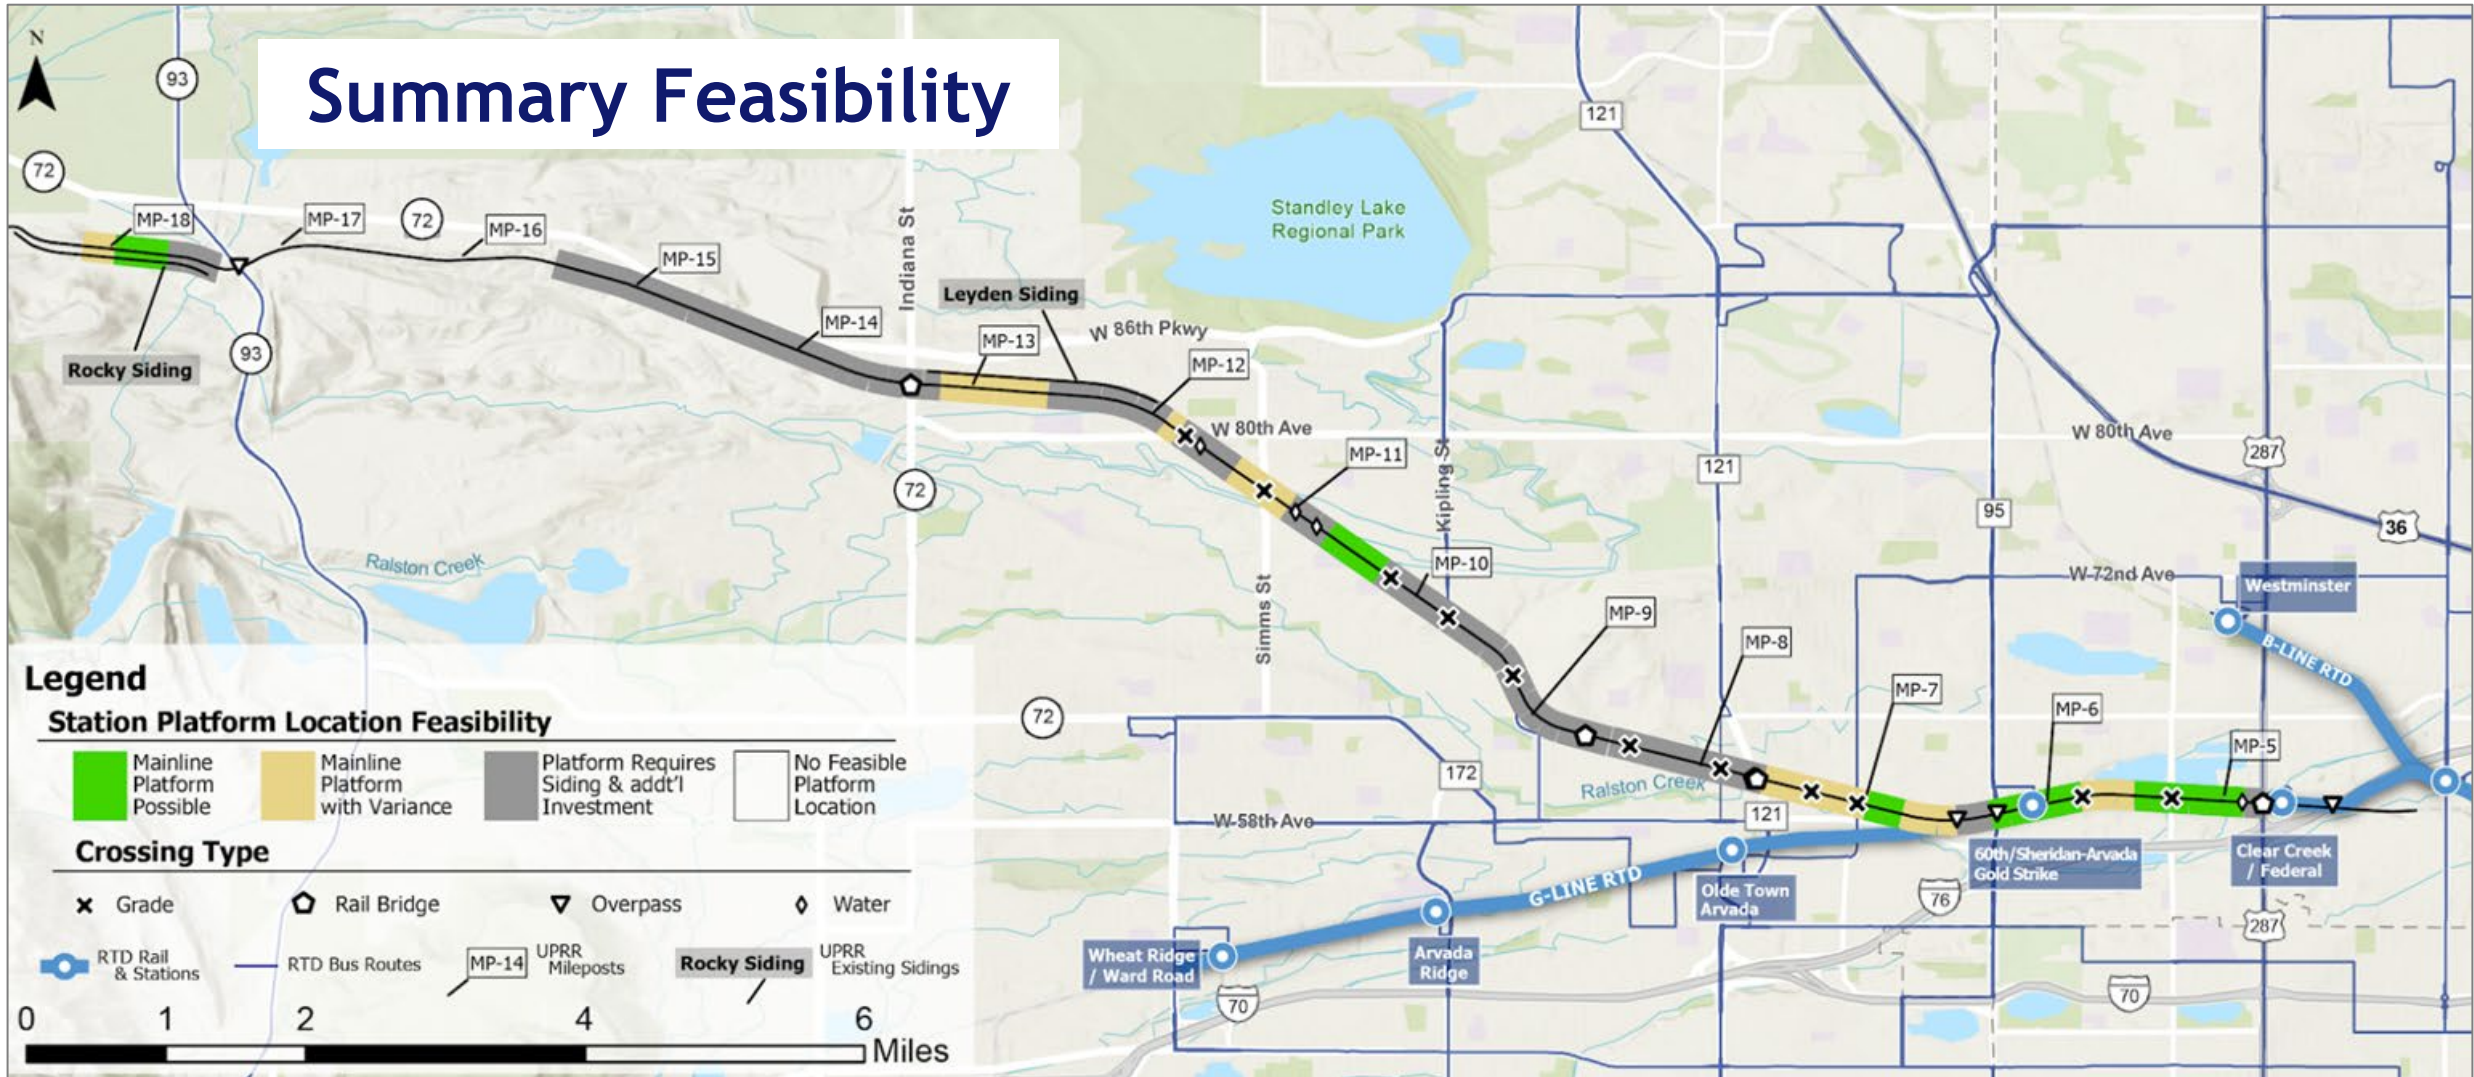 Summary Feasibility
N
93
72
MP-18
MP-17
72
MP-16
MP-15
MP-14
Indiana St
Leyden Siding
MP-13
W 86th Pkwy
MP-12
Standley Lake
Regional Park
121
93
Rocky Siding
W 80th Ave
72
MP-11
Kipling St
121
95
W 80th Ave
287
36
Ralston Creek
MP-10
W 72nd Ave
Westminster
B-LINE RTD
Simms St
MP-9
MP-8
MP-7
MP-6
MP-5
72
172
Ralston Creek
121
W 58th Ave
60th/Sheridan-Arvada
Gold Strike
Clear Creek
/ Federal
G-LINE RTD
Olde Town
Arvada
76
287
Wheat Ridge
/ Ward Road
Arvada
Ridge
70
70
Legend
Station Platform Location Feasibility
Mainline
Platform
Possible
Mainline
Platform
with Variance
Platform Requires
Siding & addt'l
Investment
No Feasible
Platform
Location
Crossing Type
Grade
Rail Bridge
Overpass
Water
RTD Rail
& Stations
RTD Bus Routes
MP-14
UPRR
Mileposts
Rocky Siding
UPRR
Existing Sidings
0 1 2 4 6
Miles